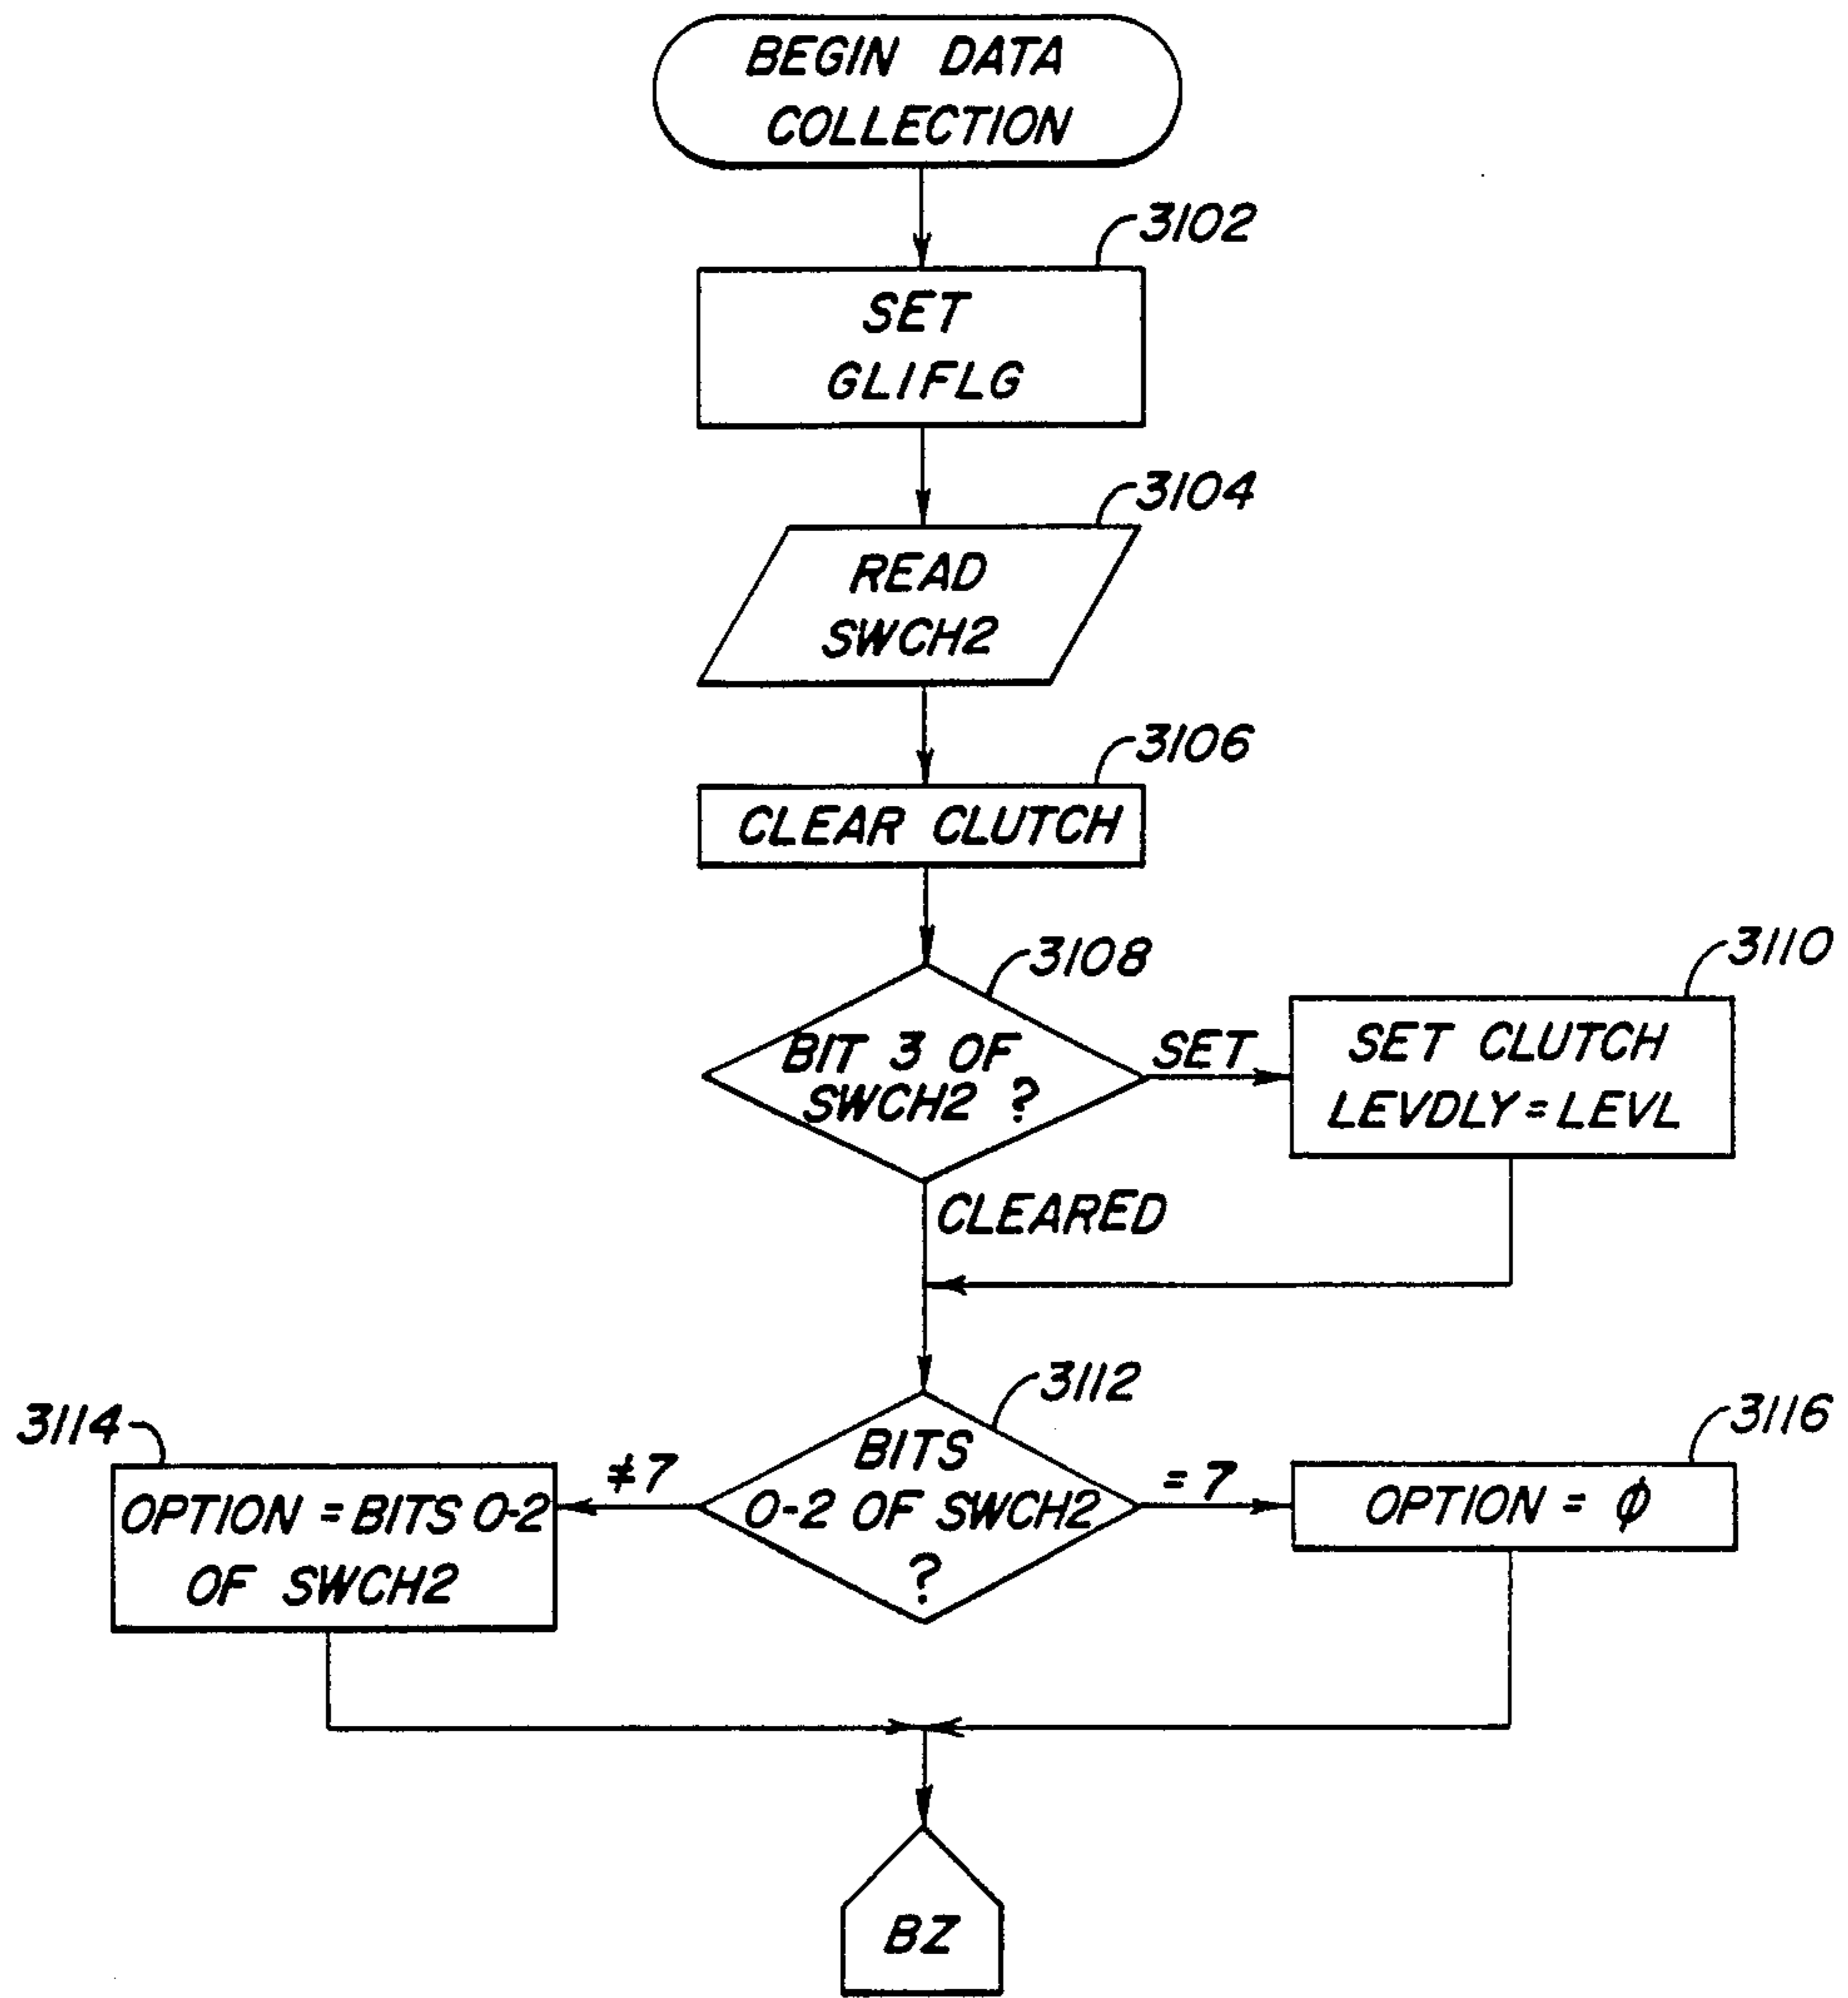 BEGIN DATA
COLLECTION
3102
SET
GLIFLG
3104
READ
SWCH2
3106
CLEAR CLUTCH
3108
BIT 3 OF
SWCH2 ?
SET
3110
SET CLUTCH
LEVDLY = LEVL
CLEARED
3112
BITS
0-2 OF SWCH2
?
≠7
= 7
3114
OPTION = BITS 0-2
OF SWCH2
3116
OPTION = Ø
BZ